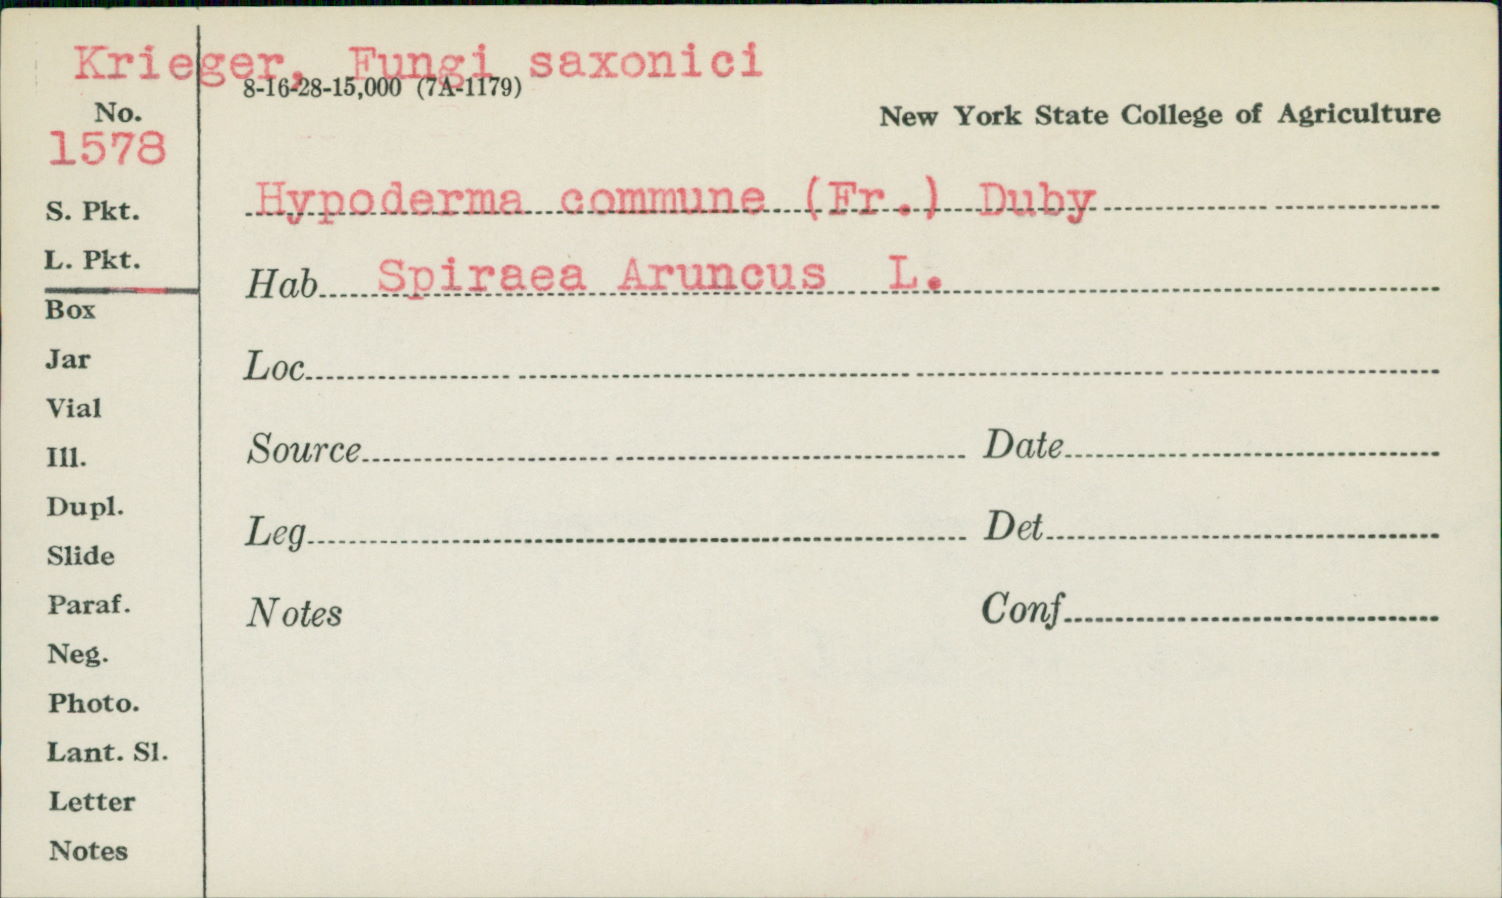 Krieger, Fungi saxonici
8-16-28-15,000 (7A-1179)
No.
1578
New York State College of Agriculture
S. Pkt.
L. Pkt.
Box
Jar
Vial
Ill.
Dupl.
Slide
Paraf.
Neg.
Photo.
Lant. Sl.
Letter
Notes
Hypoderma commune (Fr.) Duby
Hab. Spiraea Aruncus L.
Loc.
Source
Date
Leg.
Det.
Notes
Conf.